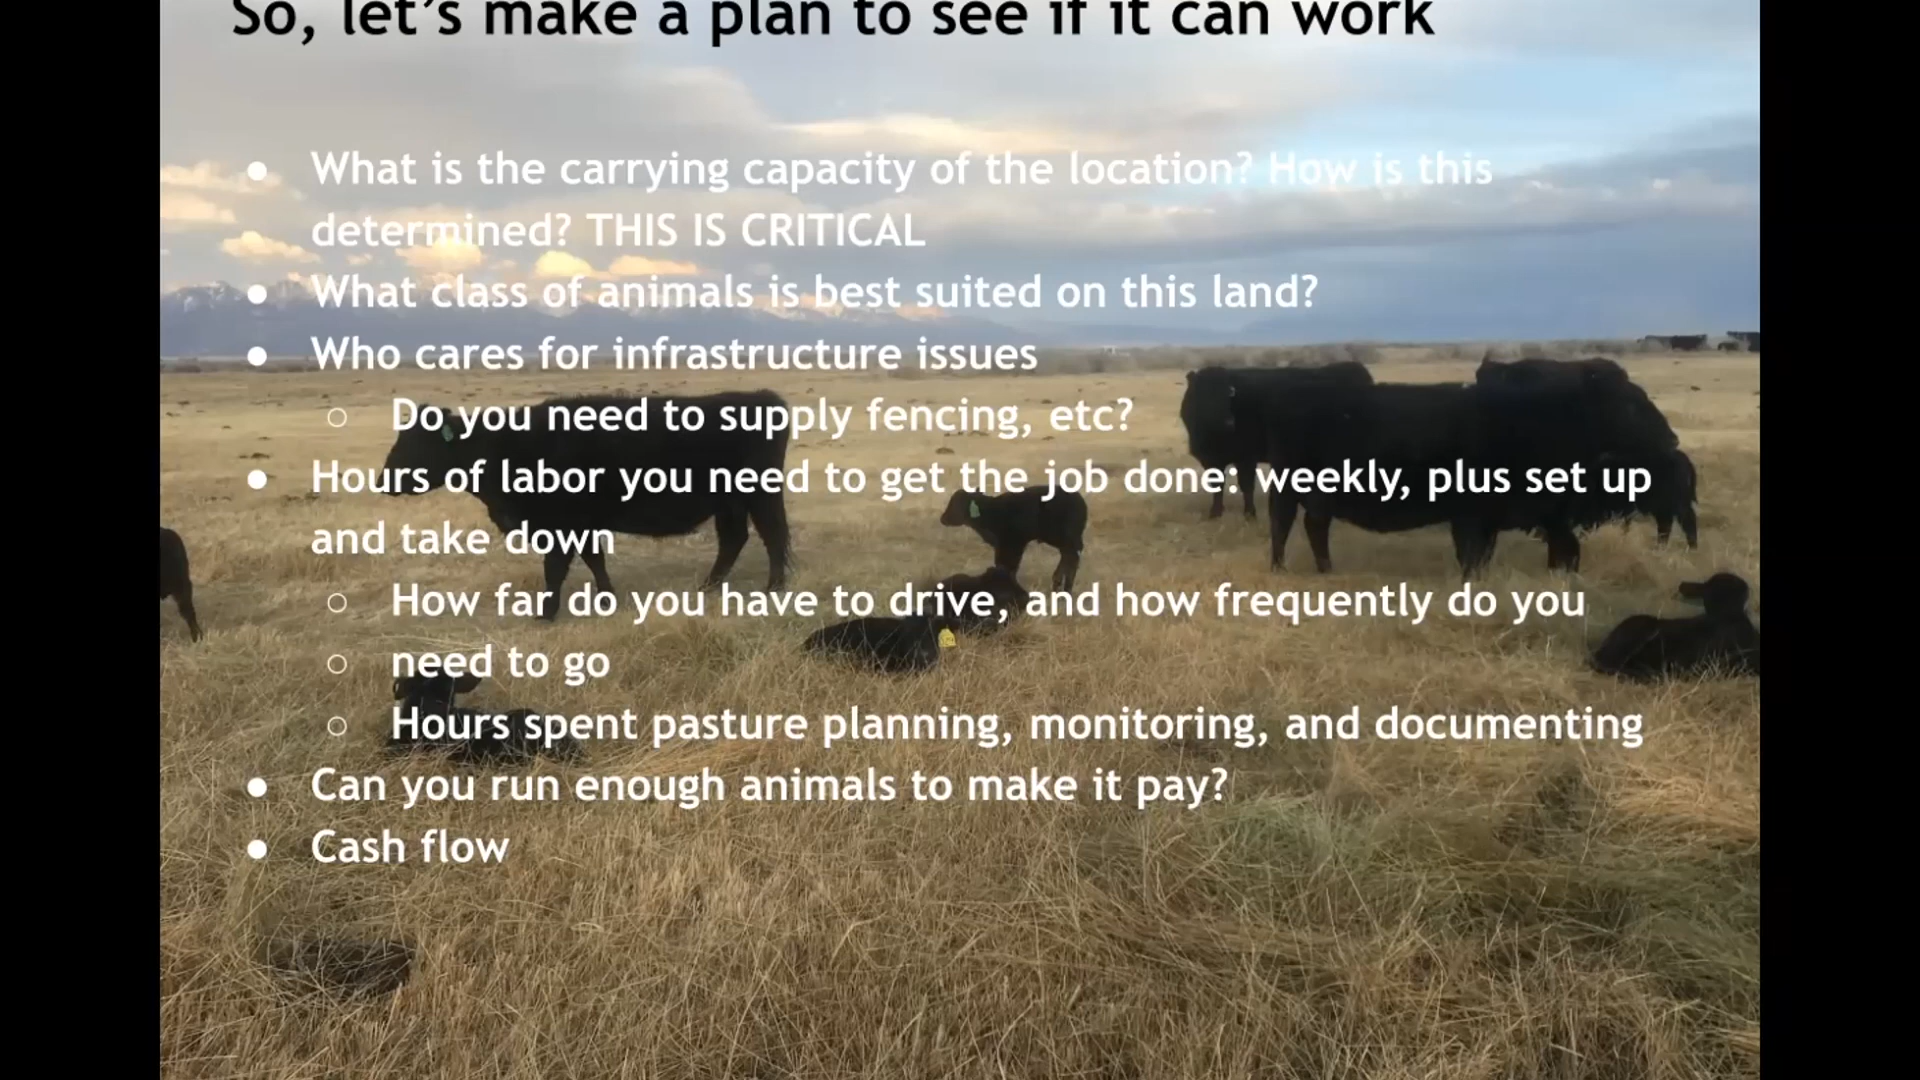 So, let's make a plan to see if it can work
● What is the carrying capacity of the location? How is this
determined? THIS IS CRITICAL
● What class of animals is best suited on this land?
● Who cares for infrastructure issues
○ Do you need to supply fencing, etc?
● Hours of labor you need to get the job done: weekly, plus set up
and take down
○ How far do you have to drive, and how frequently do you
○ need to go
○ Hours spent pasture planning, monitoring, and documenting
● Can you run enough animals to make it pay?
● Cash flow